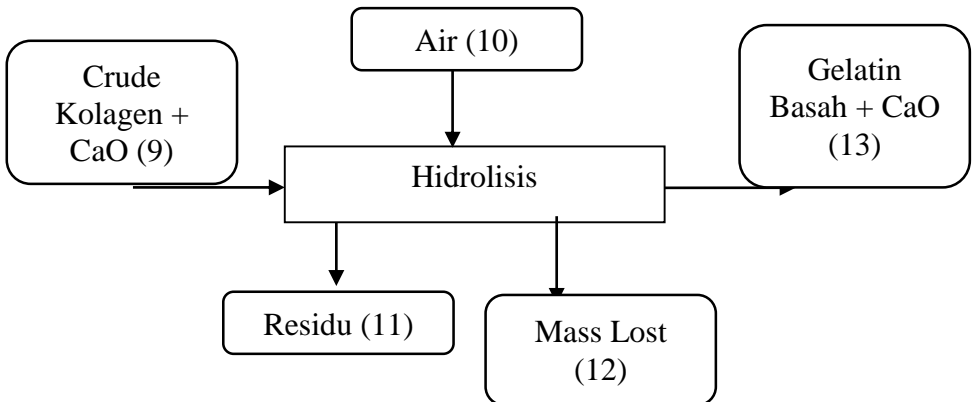 Air (10)
Crude
Kolagen +
CaO (9)
Gelatin
Basah + CaO
(13)
Hidrolisis
Residu (11)
Mass Lost
(12)